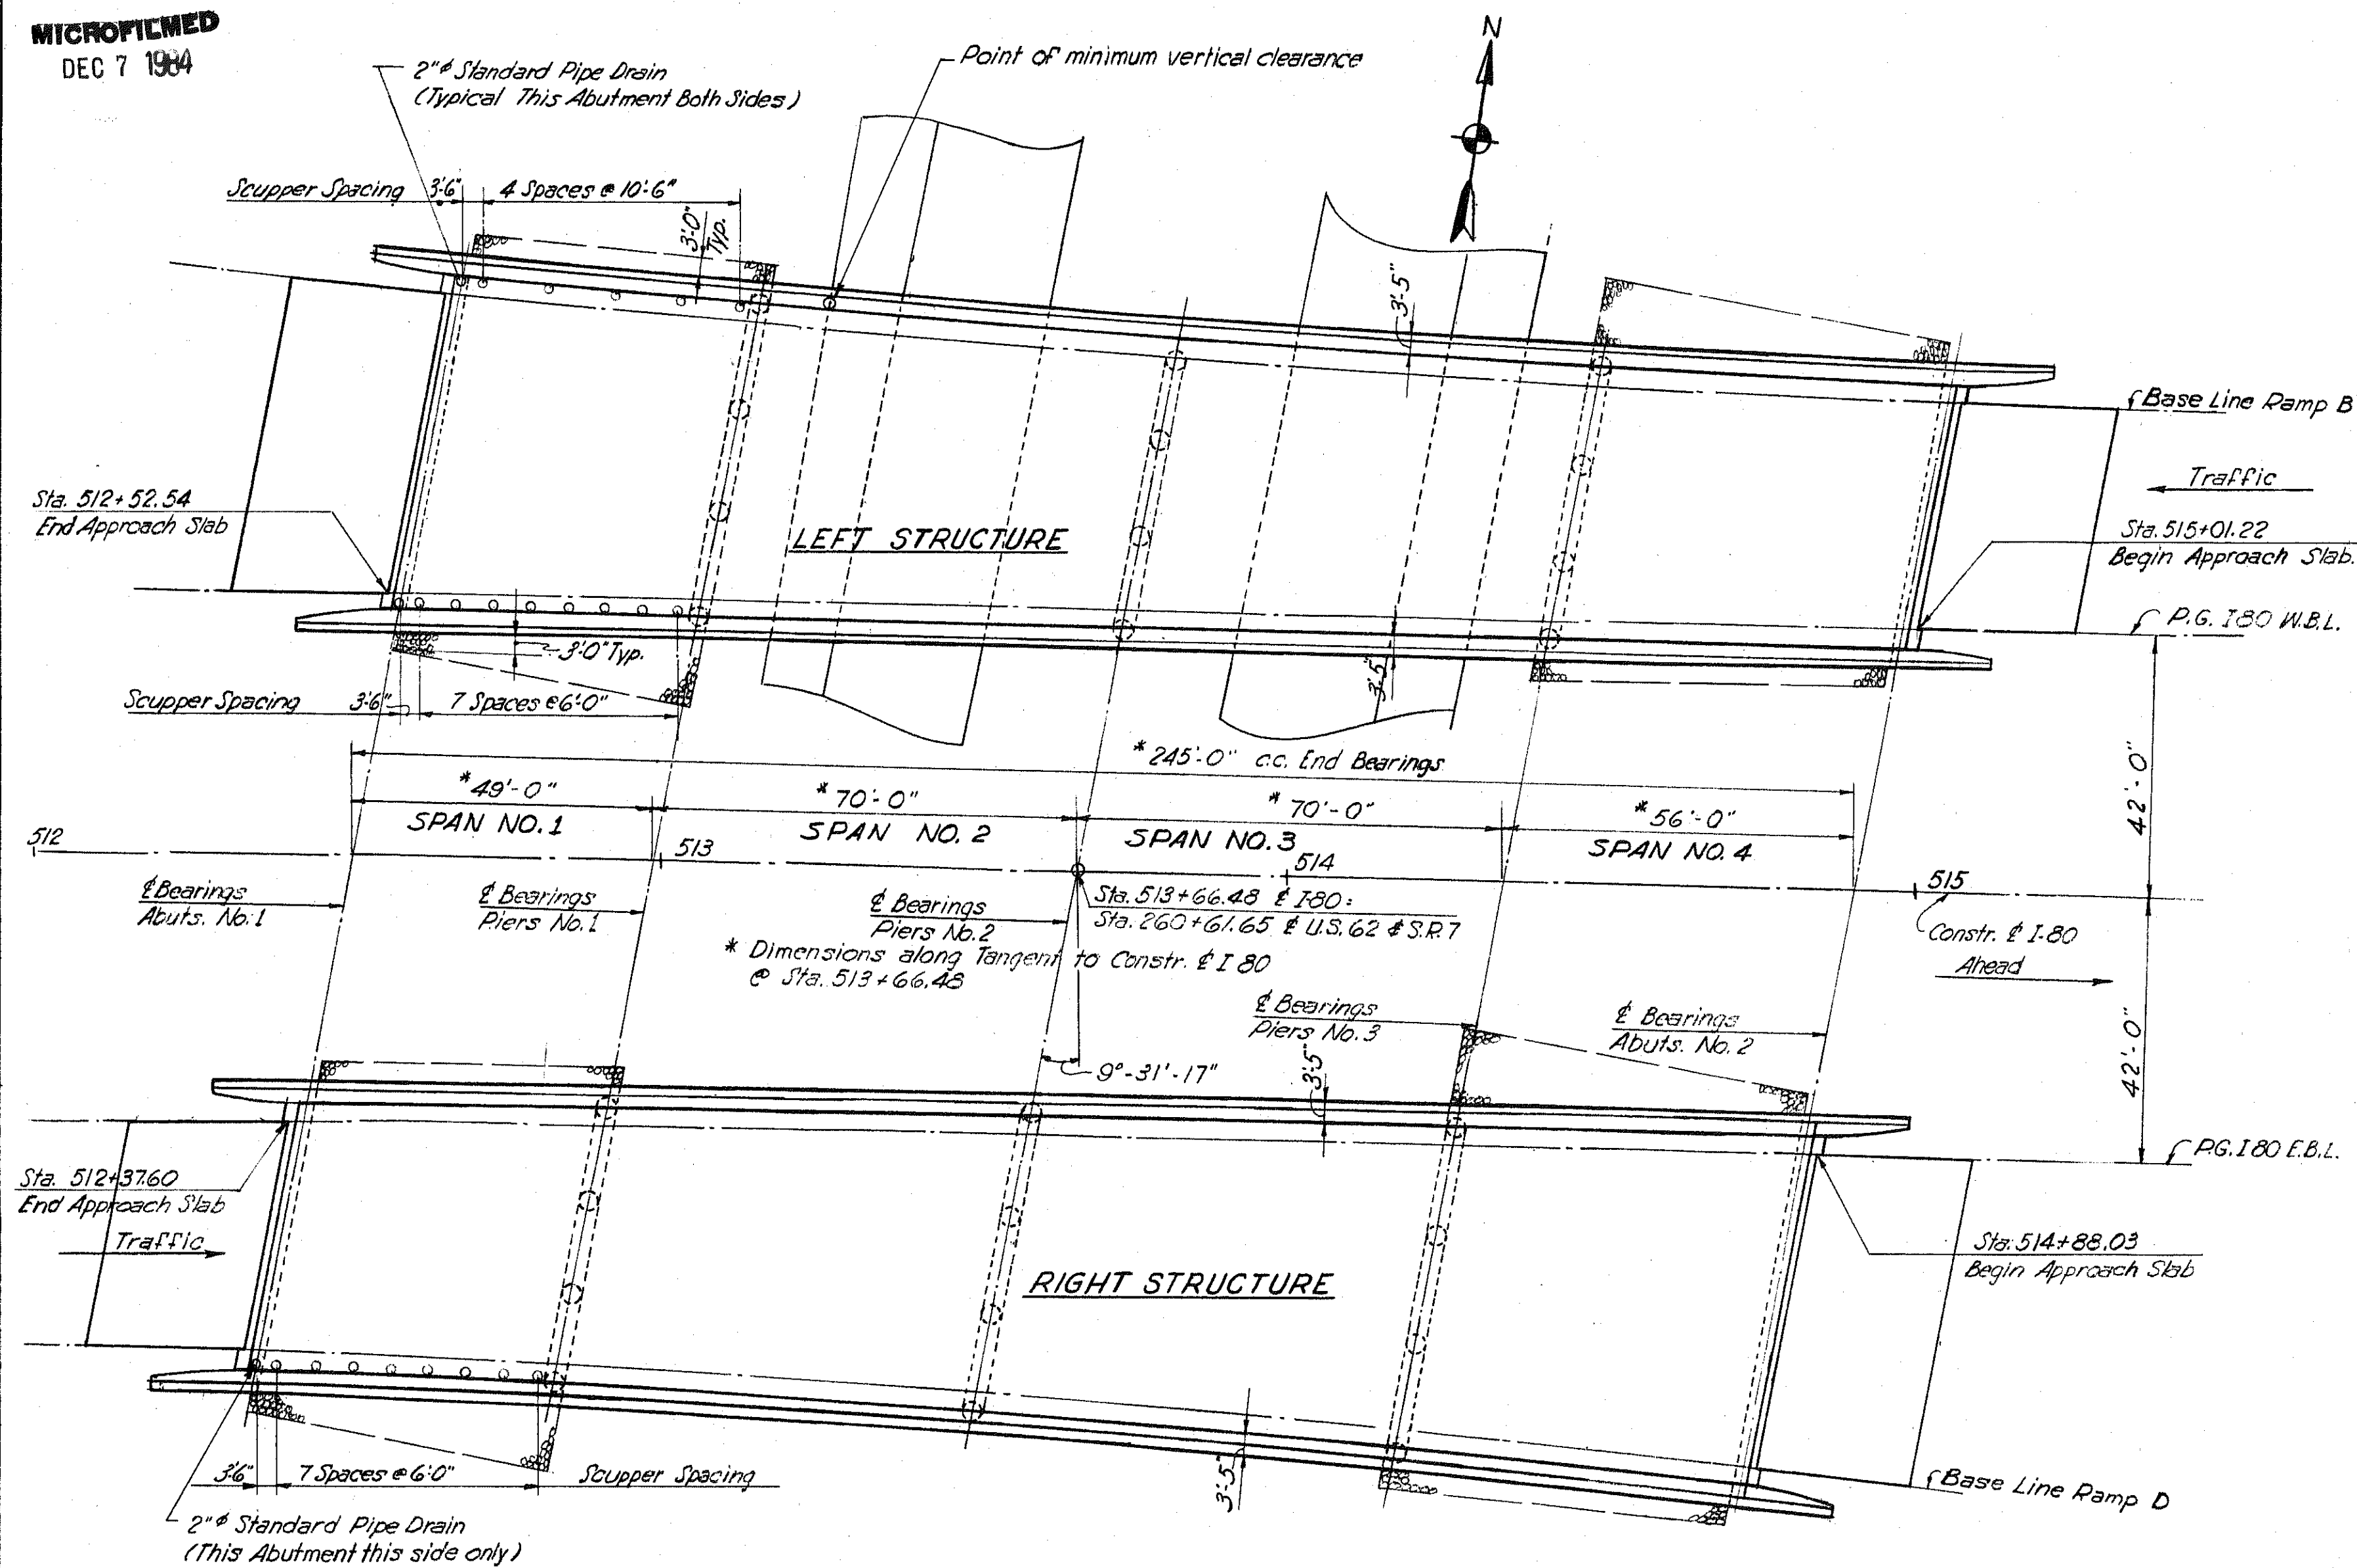 MICROFILMED
DEC 7 1984
2"ø Standard Pipe Drain
(Typical This Abutment Both Sides)
Point of minimum vertical clearance
N
Scupper Spacing 3'-6" 4 Spaces @ 10'-6"
3'-0"
Typ.
3'-5"
Base Line Ramp B
Traffic
Sta. 512+52.54
End Approach Slab
LEFT STRUCTURE
Sta. 515+01.22
Begin Approach Slab.
P.G. I 80 W.B.L.
3'-0" Typ.
3'-5"
Scupper Spacing 3'-6" 7 Spaces @ 6'-0"
* 245'-0" c.c. End Bearings
42'-0"
* 49'-0"
* 70'-0"
* 70'-0"
* 56'-0"
SPAN NO. 1
SPAN NO. 2
SPAN NO. 3
SPAN NO. 4
512
513
514
515
℄ Bearings
Abuts. No. 1
℄ Bearings
Piers No. 1
℄ Bearings
Piers No. 2
Sta. 513+66.48 ℄ I-80 =
Sta. 260+61.65 ℄ U.S. 62 & S.R. 7
Constr. ℄ I-80
Ahead
* Dimensions along Tangent to Constr. ℄ I 80
@ Sta. 513+66.48
℄ Bearings
Piers No. 3
℄ Bearings
Abuts. No. 2
42'-0"
9°-31'-17"
3'-5"
P.G. I 80 E.B.L.
Sta. 512+37.60
End Approach Slab
Traffic
Sta. 514+88.03
Begin Approach Slab
RIGHT STRUCTURE
3'-6" 7 Spaces @ 6'-0" Scupper Spacing
3'-5"
Base Line Ramp D
2"ø Standard Pipe Drain
(This Abutment this side only)